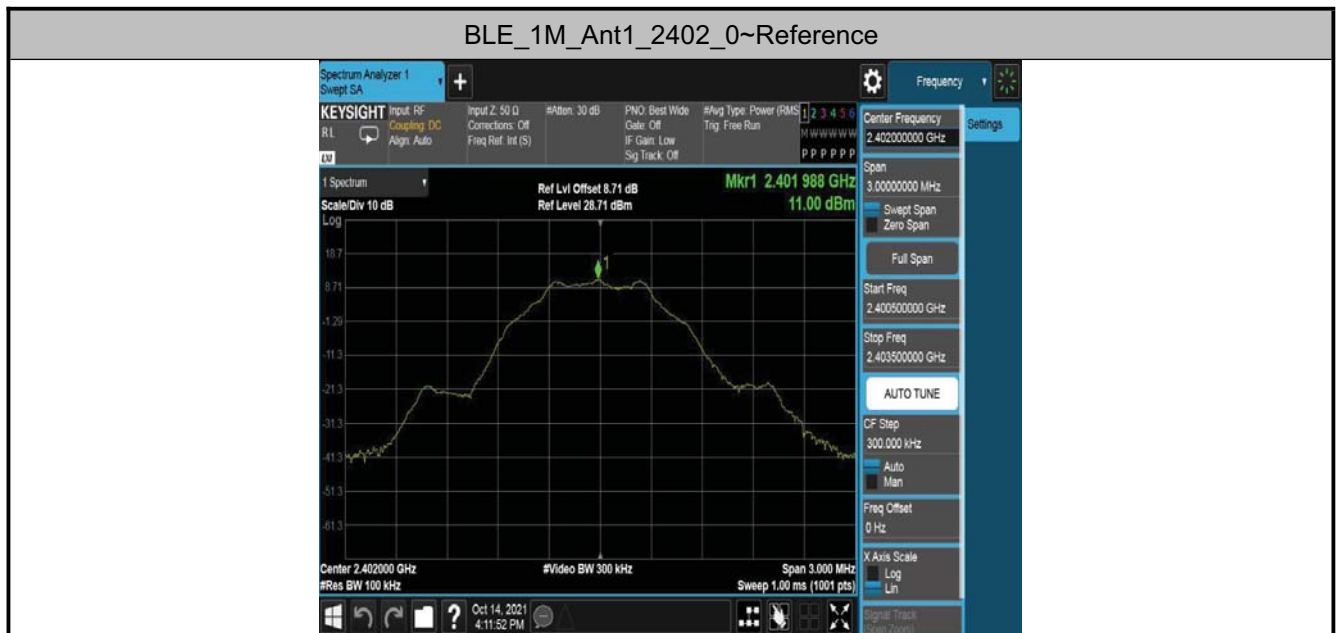 BLE_1M_Ant1_2402_0~Reference
Spectrum Analyzer 1
Swept SA
+
Frequency
KEYSIGHT Input: RF Input Z: 50 Ω #Atten: 30 dB PNO: Best Wide #Avg Type: Power (RMS 1 2 3 4 5 6
RL Coupling: DC Corrections: Off Gate: Off Trig: Free Run M W W W W W
Align: Auto Freq Ref: Int (S) IF Gain: Low
LXI Sig Track: Off P P P P P P
Center Frequency
2.402000000 GHz
Settings
Span
3.00000000 MHz
Swept Span
Zero Span
Full Span
Start Freq
2.400500000 GHz
Stop Freq
2.403500000 GHz
AUTO TUNE
CF Step
300.000 kHz
Auto
Man
Freq Offset
0 Hz
X Axis Scale
Log
Lin
Signal Track
(Span Zoom)
1 Spectrum
Ref Lvl Offset 8.71 dB
Mkr1 2.401 988 GHz
Scale/Div 10 dB
Ref Level 28.71 dBm
11.00 dBm
Log
1
18.7
8.71
-1.29
-11.3
-21.3
-31.3
-41.3
-51.3
-61.3
Center 2.402000 GHz #Video BW 300 kHz Span 3.000 MHz
#Res BW 100 kHz Sweep 1.00 ms (1001 pts)
? Oct 14, 2021
4:11:52 PM